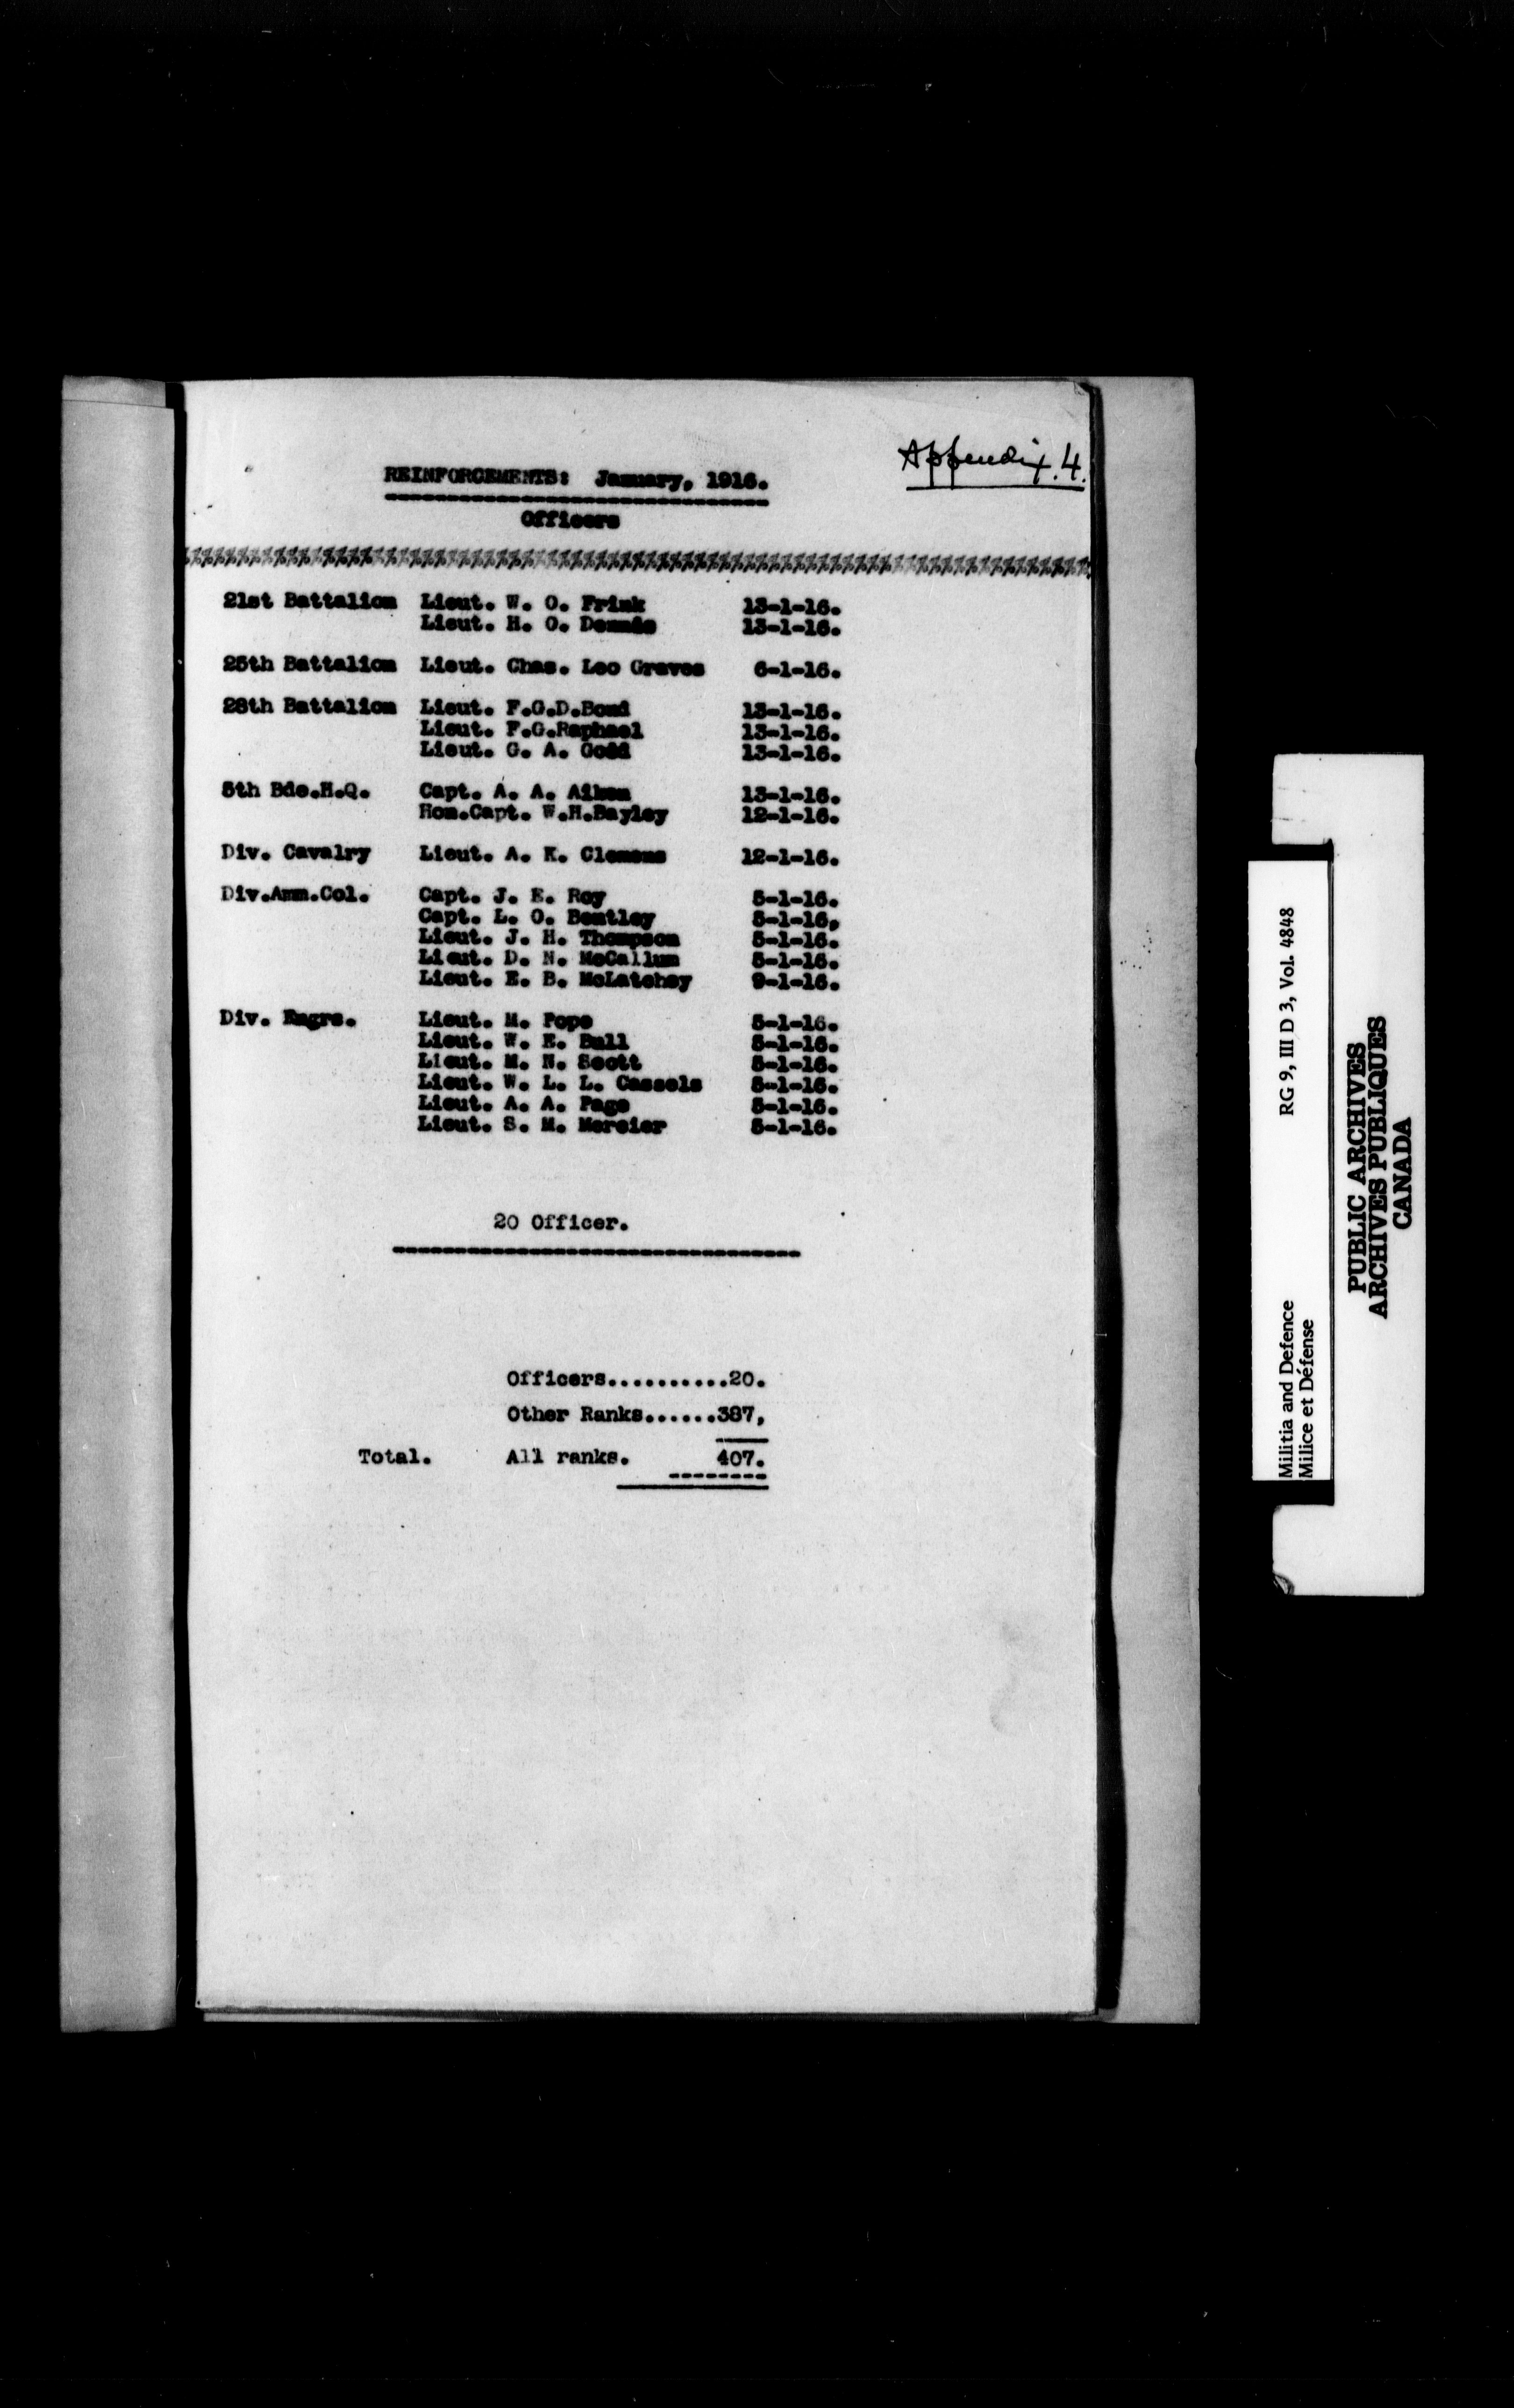 Appendix.4.
REINFORCEMENTS: January, 1916.
Officers
21st Battalion Lieut. W. O. Frink 13-1-16.
Lieut. H. O. Dennis 13-1-16.
25th Battalion Lieut. Chas. Leo Graves 6-1-16.
28th Battalion Lieut. F.G.D.Bond 13-1-16.
Lieut. F.G.Raphael 13-1-16.
Lieut. G. A. 13-1-16.
5th Bde.H.Q. Capt. A. A. Aiken 13-1-16.
Hon.Capt. W.H.Bayley 12-1-16.
Div. Cavalry Lieut. A. K. Clemens 12-1-16.
Div.Amm.Col. Capt. J. E. Roy 5-1-16.
Capt. L. O. Bentley 5-1-16,
Lieut. J. H. Thompson 5-1-16.
Lieut. D. N. McCallum 5-1-16.
Lieut. E. B. McLatchey 9-1-16.
Div. Engrs. Lieut. M. Pope 5-1-16.
Lieut. W. E. Ball 5-1-16.
Lieut. M. N. Scott 5-1-16.
Lieut. W. L. L. Cassels 5-1-16.
Lieut. A. A. Page 5-1-16.
Lieut. S. M. Mercier 5-1-16.
20 Officer.
Officers..........20.
Other Ranks......387,
Total. All ranks. 407.
Militia and Defence RG 9, III D 3, Vol. 4848
Milice et Défense
PUBLIC ARCHIVES
ARCHIVES PUBLIQUES
CANADA